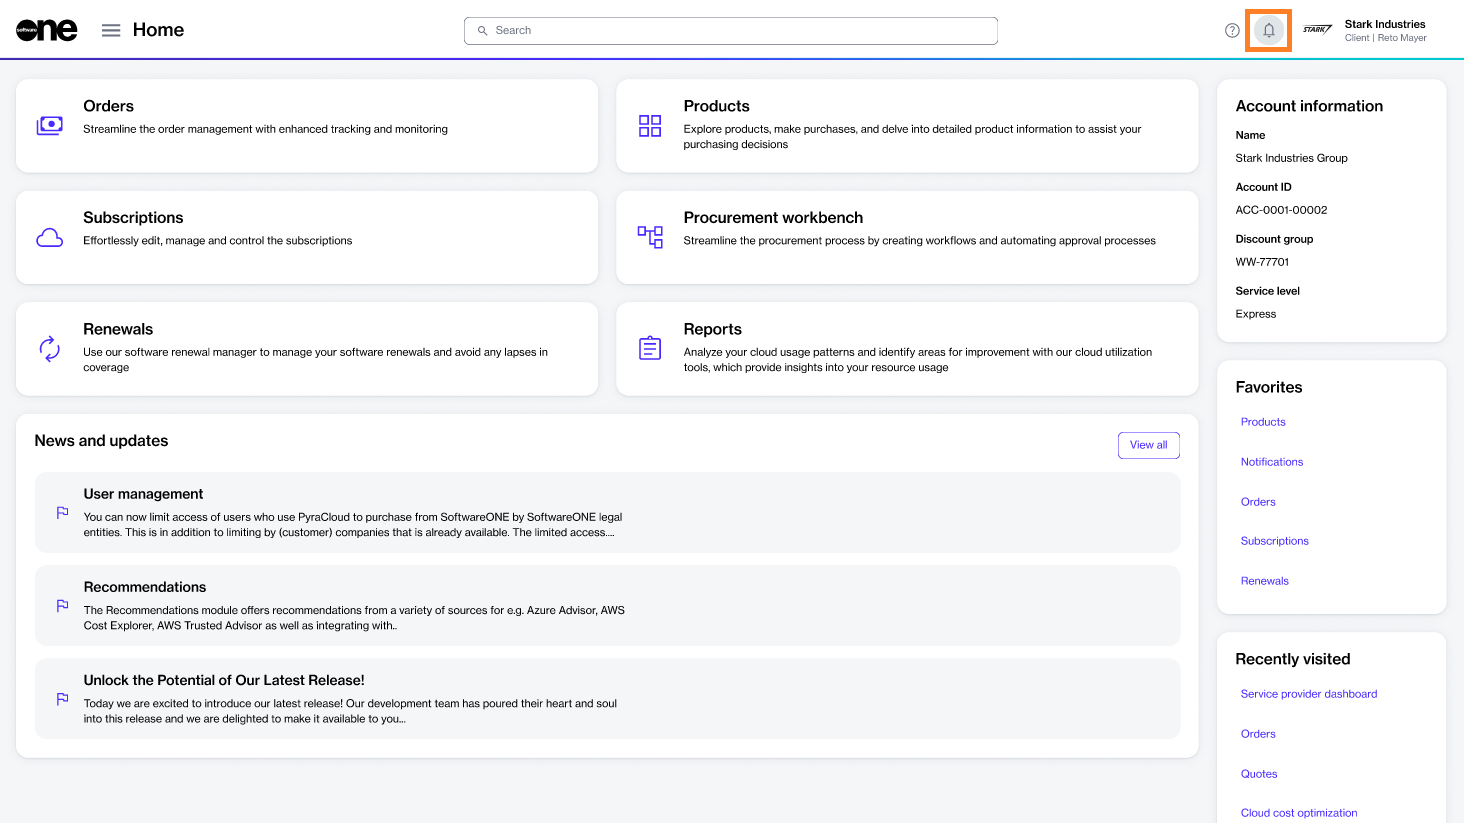 software
one
Home
Search
?
STARK
Stark Industries
Client | Reto Mayer
Orders
Streamline the order management with enhanced tracking and monitoring
Products
Explore products, make purchases, and delve into detailed product information to assist your
purchasing decisions
Subscriptions
Effortlessly edit, manage and control the subscriptions
Procurement workbench
Streamline the procurement process by creating workflows and automating approval processes
Renewals
Use our software renewal manager to manage your software renewals and avoid any lapses in
coverage
Reports
Analyze your cloud usage patterns and identify areas for improvement with our cloud utilization
tools, which provide insights into your resource usage
News and updates
View all
User management
You can now limit access of users who use PyraCloud to purchase from SoftwareONE by SoftwareONE legal
entities. This is in addition to limiting by (customer) companies that is already available. The limited access....
Recommendations
The Recommendations module offers recommendations from a variety of sources for e.g. Azure Advisor, AWS
Cost Explorer, AWS Trusted Advisor as well as integrating with..
Unlock the Potential of Our Latest Release!
Today we are excited to introduce our latest release! Our development team has poured their heart and soul
into this release and we are delighted to make it available to you...
Account information
Name
Stark Industries Group
Account ID
ACC-0001-00002
Discount group
WW-77701
Service level
Express
Favorites
Products
Notifications
Orders
Subscriptions
Renewals
Recently visited
Service provider dashboard
Orders
Quotes
Cloud cost optimization